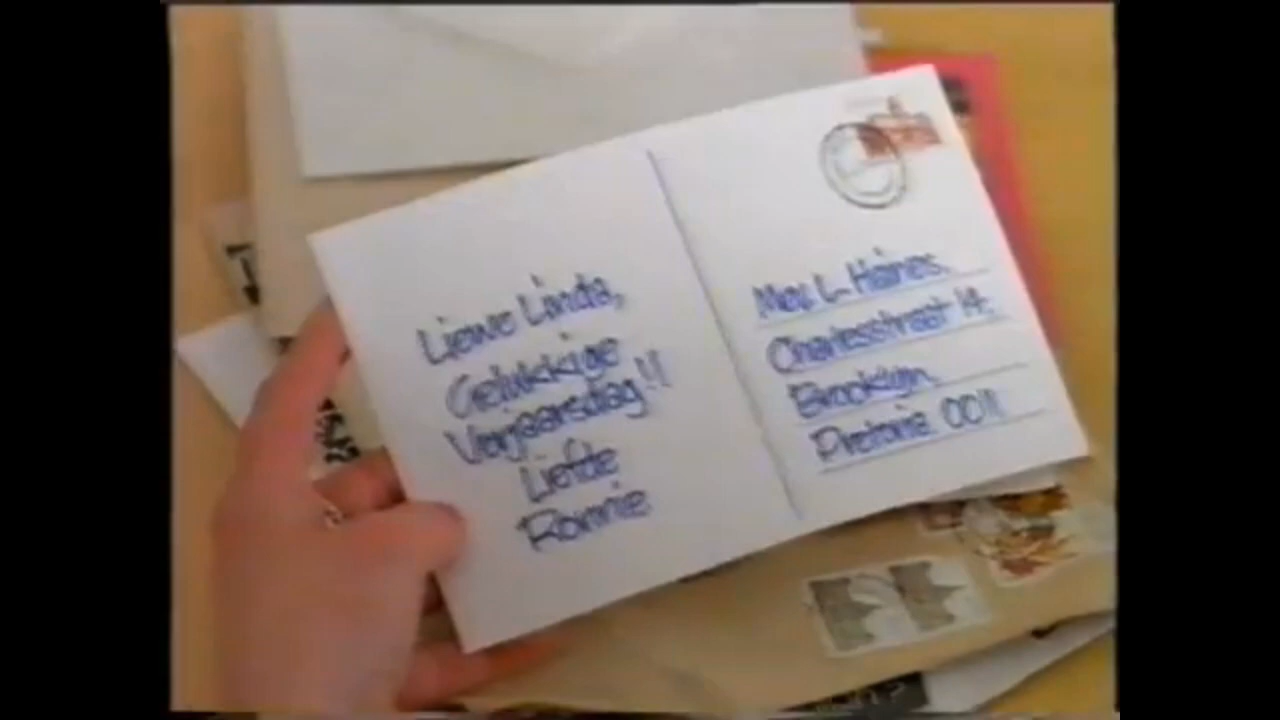 Liewe Linda,
Gelukkige
Verjaarsdag!!
Liefde
Ronnie
Mev L Haines
Charlesstraat 14
Brooklyn
Pretoria 0011